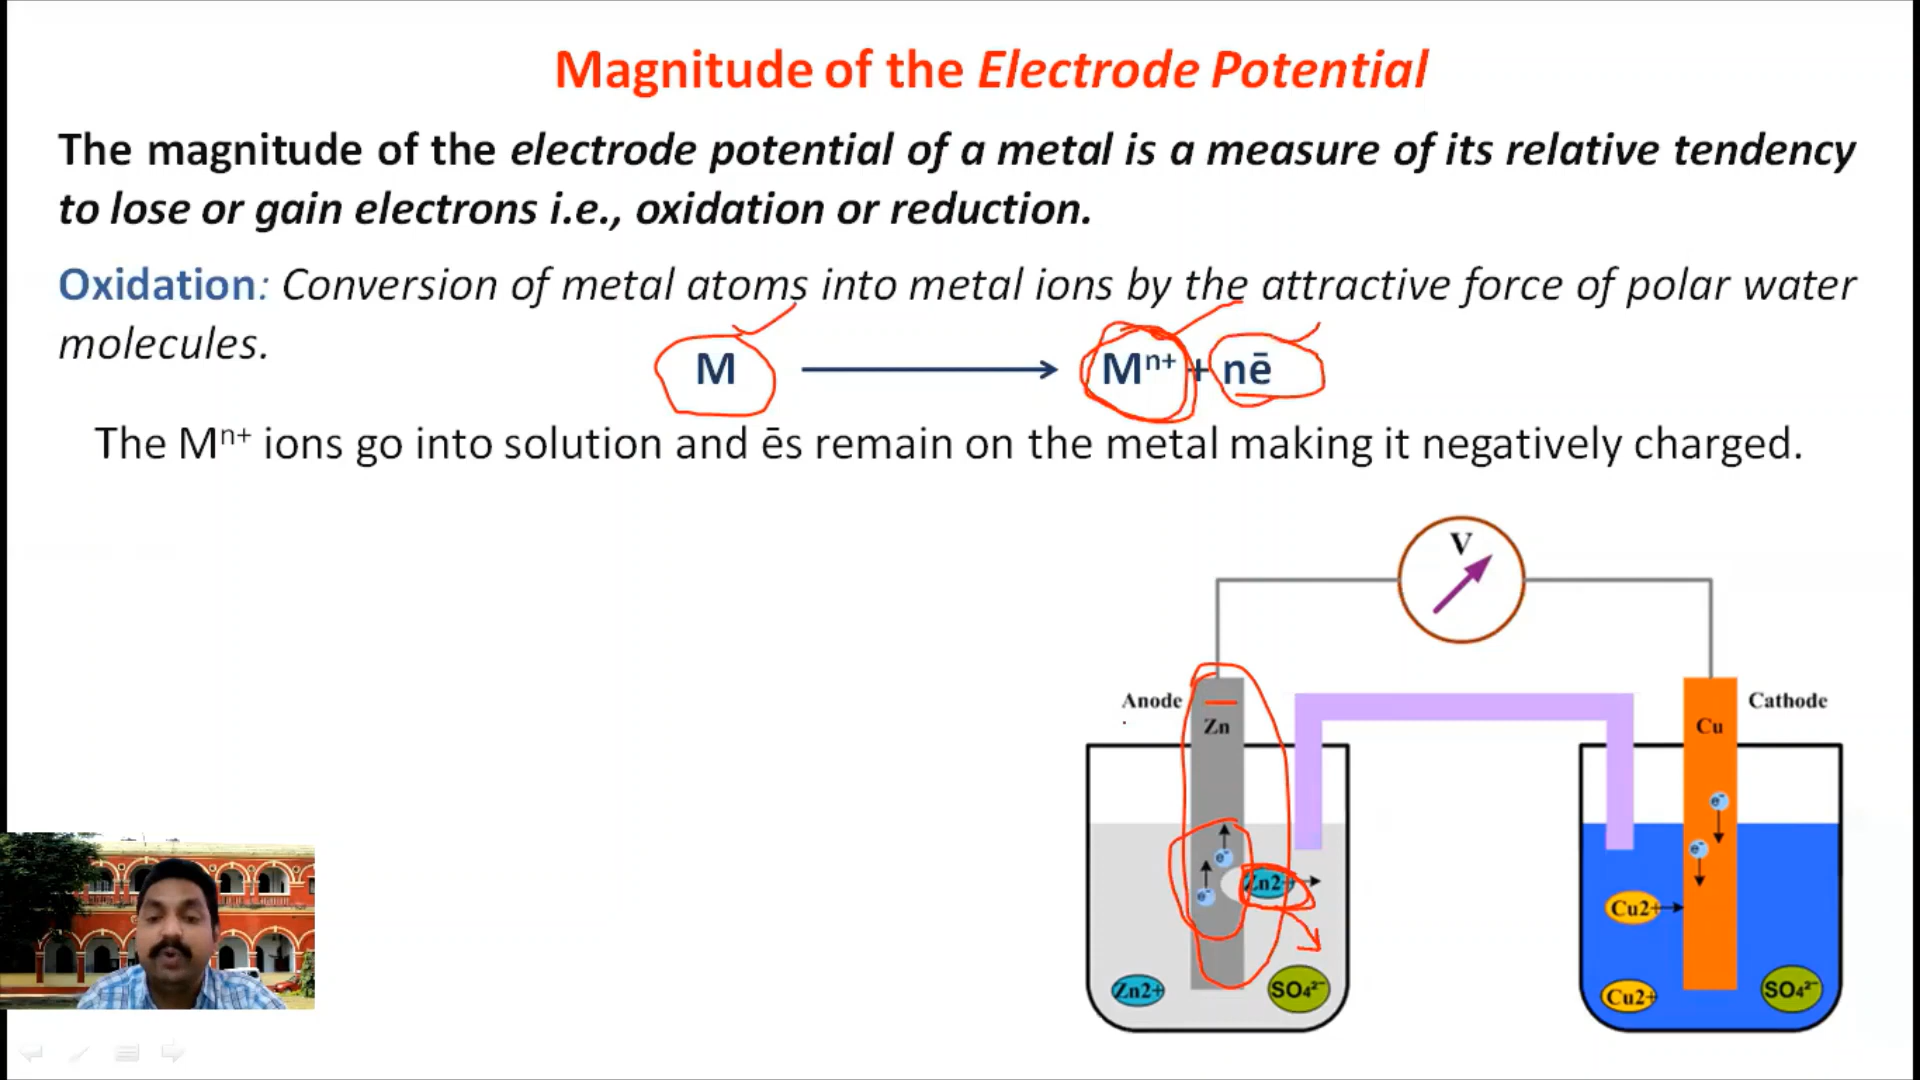 Magnitude of the Electrode Potential
The magnitude of the electrode potential of a metal is a measure of its relative tendency
to lose or gain electrons i.e., oxidation or reduction.
Oxidation: Conversion of metal atoms into metal ions by the attractive force of polar water
molecules.
M → Mⁿ⁺ + nē
The Mⁿ⁺ ions go into solution and ēs remain on the metal making it negatively charged.
V
Anode
Zn
Cu
Cathode
e⁻
e⁻
Zn2+
e⁻
e⁻
Cu2+
Zn2+
SO₄²⁻
Cu2+
SO₄²⁻